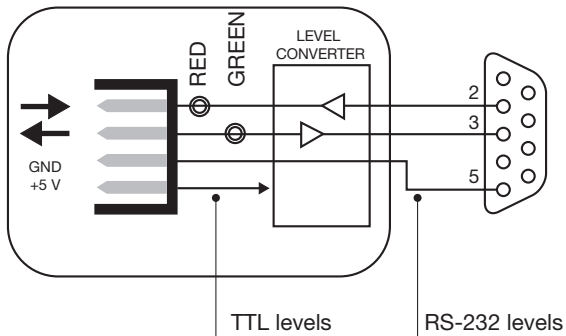 LEVEL
CONVERTER
RED
GREEN
2
3
GND
+5 V
5
TTL levels
RS-232 levels